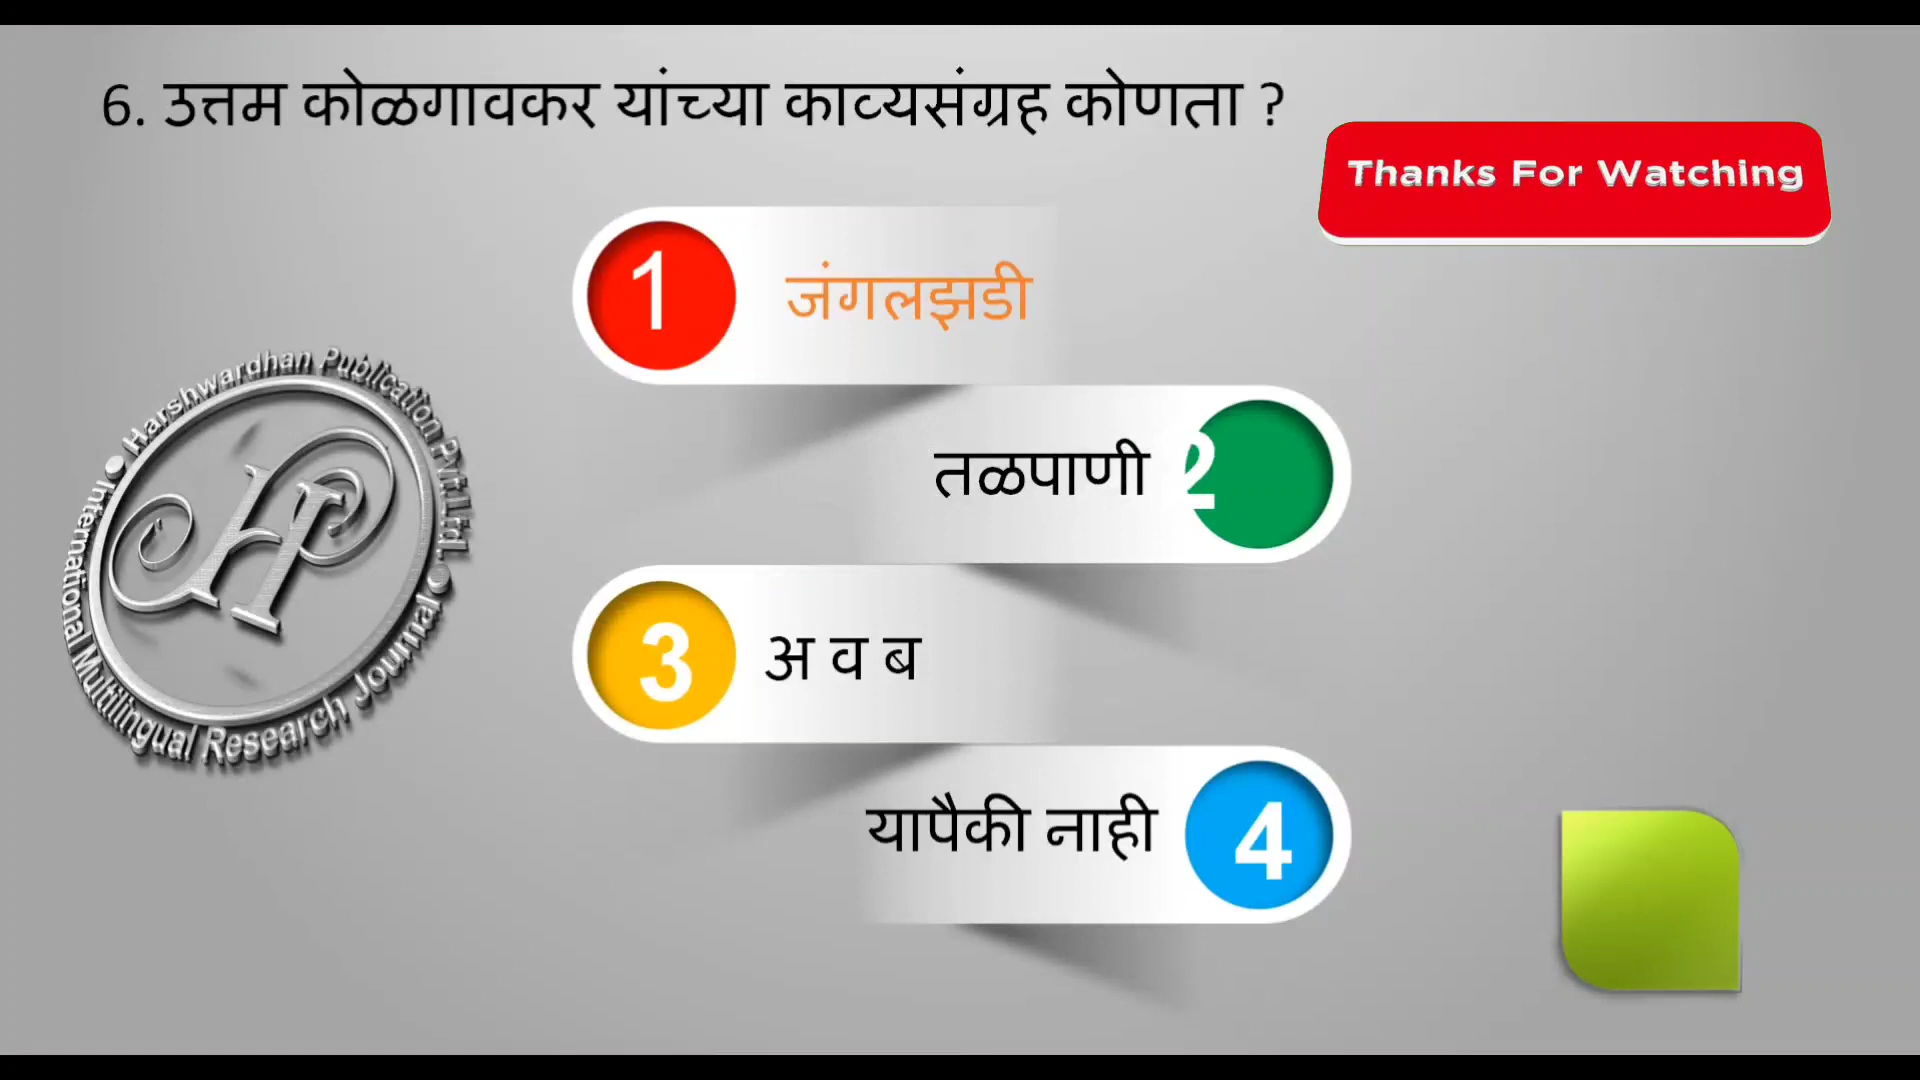 6. उत्तम कोळगावकर यांच्या काव्यसंग्रह कोणता ?
Thanks For Watching
1 जंगलझडी
तळपाणी 2
3 अ व ब
यापैकी नाही 4
Harshwardhan Publication Pvt.Ltd.
International Multilingual Research Journal
HP